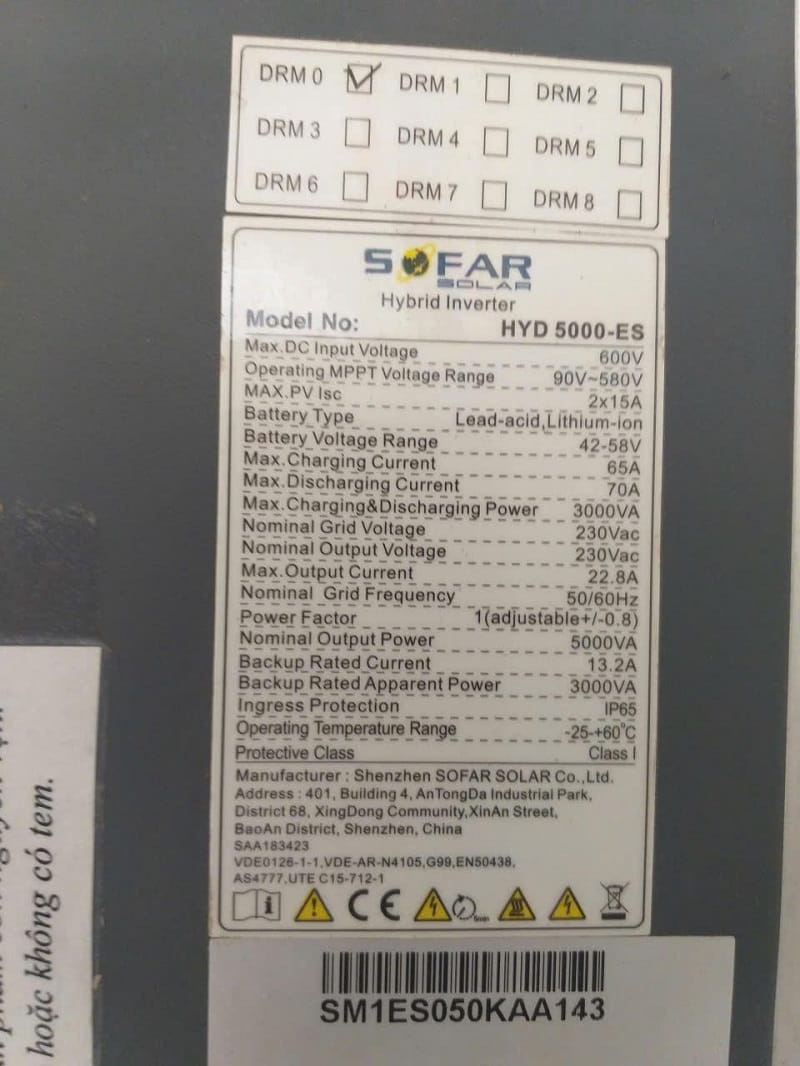 DRM 0 DRM 1 DRM 2
DRM 3 DRM 4 DRM 5
DRM 6 DRM 7 DRM 8
SOFAR
SOLAR
Hybrid Inverter
Model No: HYD 5000-ES
Max.DC Input Voltage 600V
Operating MPPT Voltage Range 90V~580V
MAX.PV Isc 2x15A
Battery Type Lead-acid,Lithium-ion
Battery Voltage Range 42-58V
Max.Charging Current 65A
Max.Discharging Current 70A
Max.Charging&Discharging Power 3000VA
Nominal Grid Voltage 230Vac
Nominal Output Voltage 230Vac
Max.Output Current 22.8A
Nominal Grid Frequency 50/60Hz
Power Factor 1(adjustable+/-0.8)
Nominal Output Power 5000VA
Backup Rated Current 13.2A
Backup Rated Apparent Power 3000VA
Ingress Protection IP65
Operating Temperature Range -25-+60°C
Protective Class Class I
Manufacturer : Shenzhen SOFAR SOLAR Co.,Ltd.
Address : 401, Building 4, AnTongDa Industrial Park,
District 68, XingDong Community,XinAn Street,
BaoAn District, Shenzhen, China
SAA183423
VDE0126-1-1,VDE-AR-N4105,G99,EN50438,
AS4777,UTE C15-712-1
CE 5min
SM1ES050KAA143
hoặc không có tem.